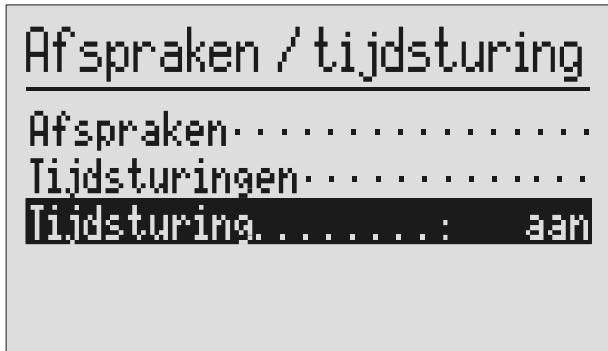 Afspraken / tijdsturing
Afspraken................
Tijdsturingen.............
Tijdsturing........: aan